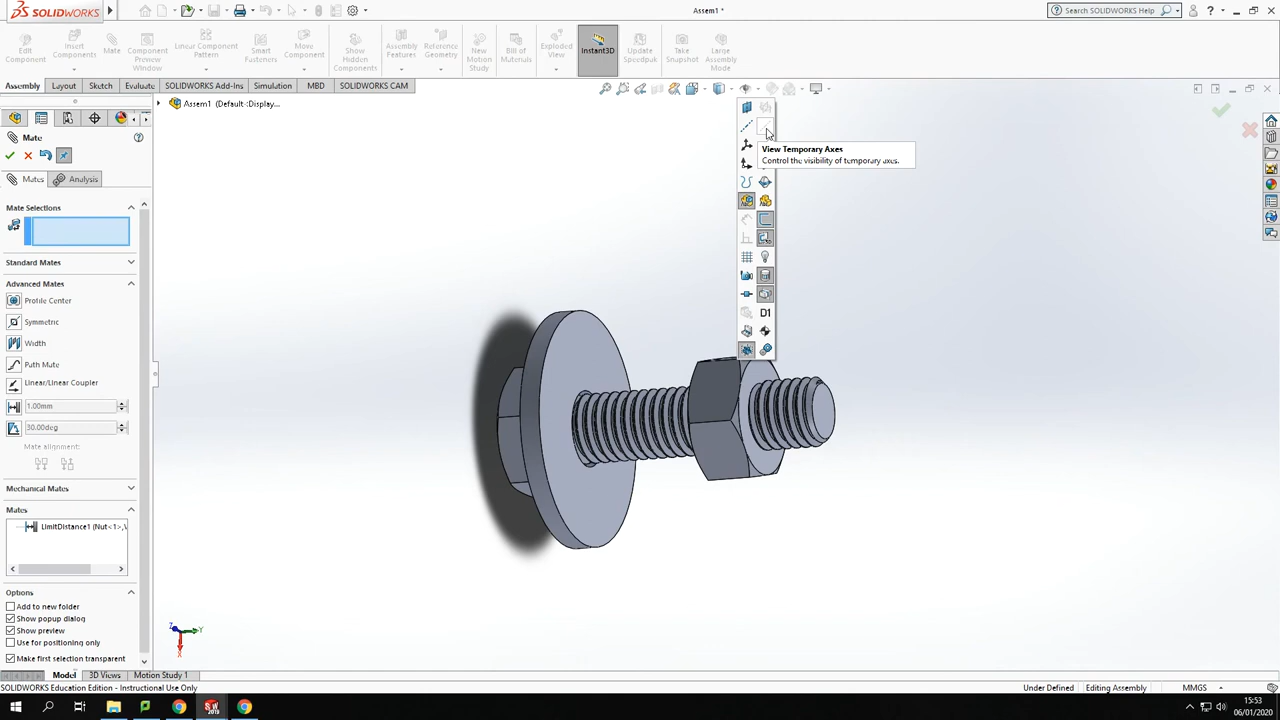 SOLIDWORKS
Assem1 *
Search SOLIDWORKS Help
Edit
Component
Insert
Components
Mate
Component
Preview
Window
Linear Component
Pattern
Smart
Fasteners
Move
Component
Show
Hidden
Components
Assembly
Features
Reference
Geometry
New
Motion
Study
Bill of
Materials
Exploded
View
Instant3D
Update
Speedpak
Take
Snapshot
Large
Assembly
Mode
Assembly Layout Sketch Evaluate SOLIDWORKS Add-Ins Simulation MBD SOLIDWORKS CAM
Assem1 (Default<Display...
Mate
Mates Analysis
Mate Selections
Standard Mates
Advanced Mates
Profile Center
Symmetric
Width
Path Mate
Linear/Linear Coupler
1.00mm
30.00deg
Mate alignment:
Mechanical Mates
Mates
LimitDistance1 (Nut<1>,
Options
Add to new folder
Show popup dialog
Show preview
Use for positioning only
Make first selection transparent
View Temporary Axes
Control the visibility of temporary axes.
D1
Z Y
Model 3D Views Motion Study 1
SOLIDWORKS Education Edition - Instructional Use Only
Under Defined Editing Assembly MMGS
15:53
06/01/2020